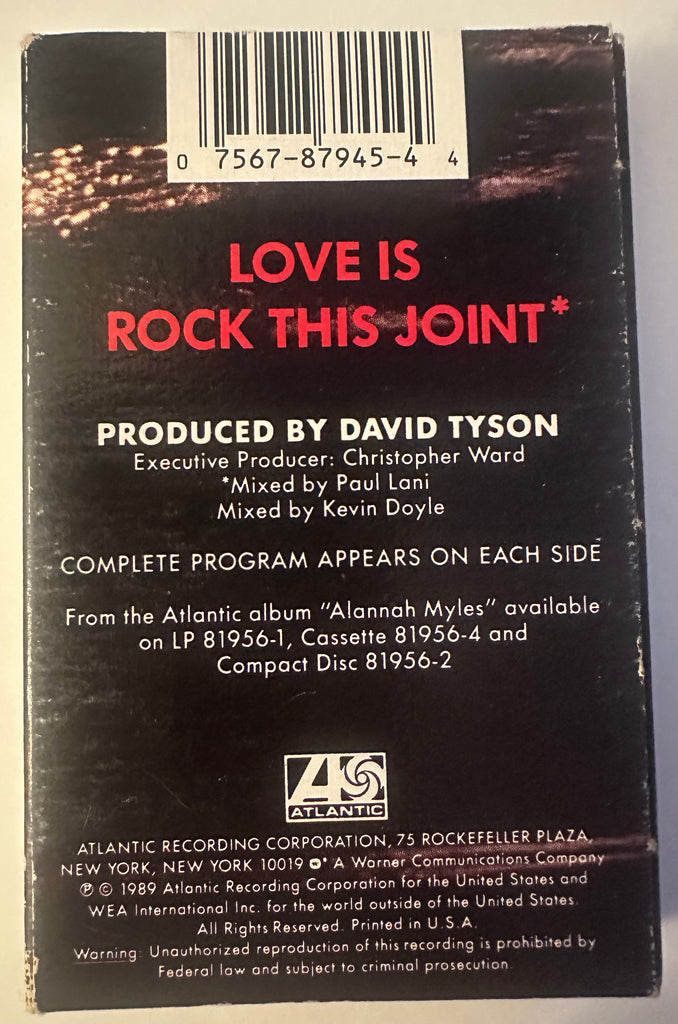 0 7567-87945-4 4
LOVE IS
ROCK THIS JOINT*
PRODUCED BY DAVID TYSON
Executive Producer: Christopher Ward
*Mixed by Paul Lani
Mixed by Kevin Doyle
COMPLETE PROGRAM APPEARS ON EACH SIDE
From the Atlantic album "Alannah Myles" available
on LP 81956-1, Cassette 81956-4 and
Compact Disc 81956-2
ATLANTIC
ATLANTIC RECORDING CORPORATION, 75 ROCKEFELLER PLAZA,
NEW YORK, NEW YORK 10019 A Warner Communications Company
℗ © 1989 Atlantic Recording Corporation for the United States and
WEA International Inc. for the world outside of the United States.
All Rights Reserved. Printed in U.S.A.
Warning: Unauthorized reproduction of this recording is prohibited by
Federal law and subject to criminal prosecution.